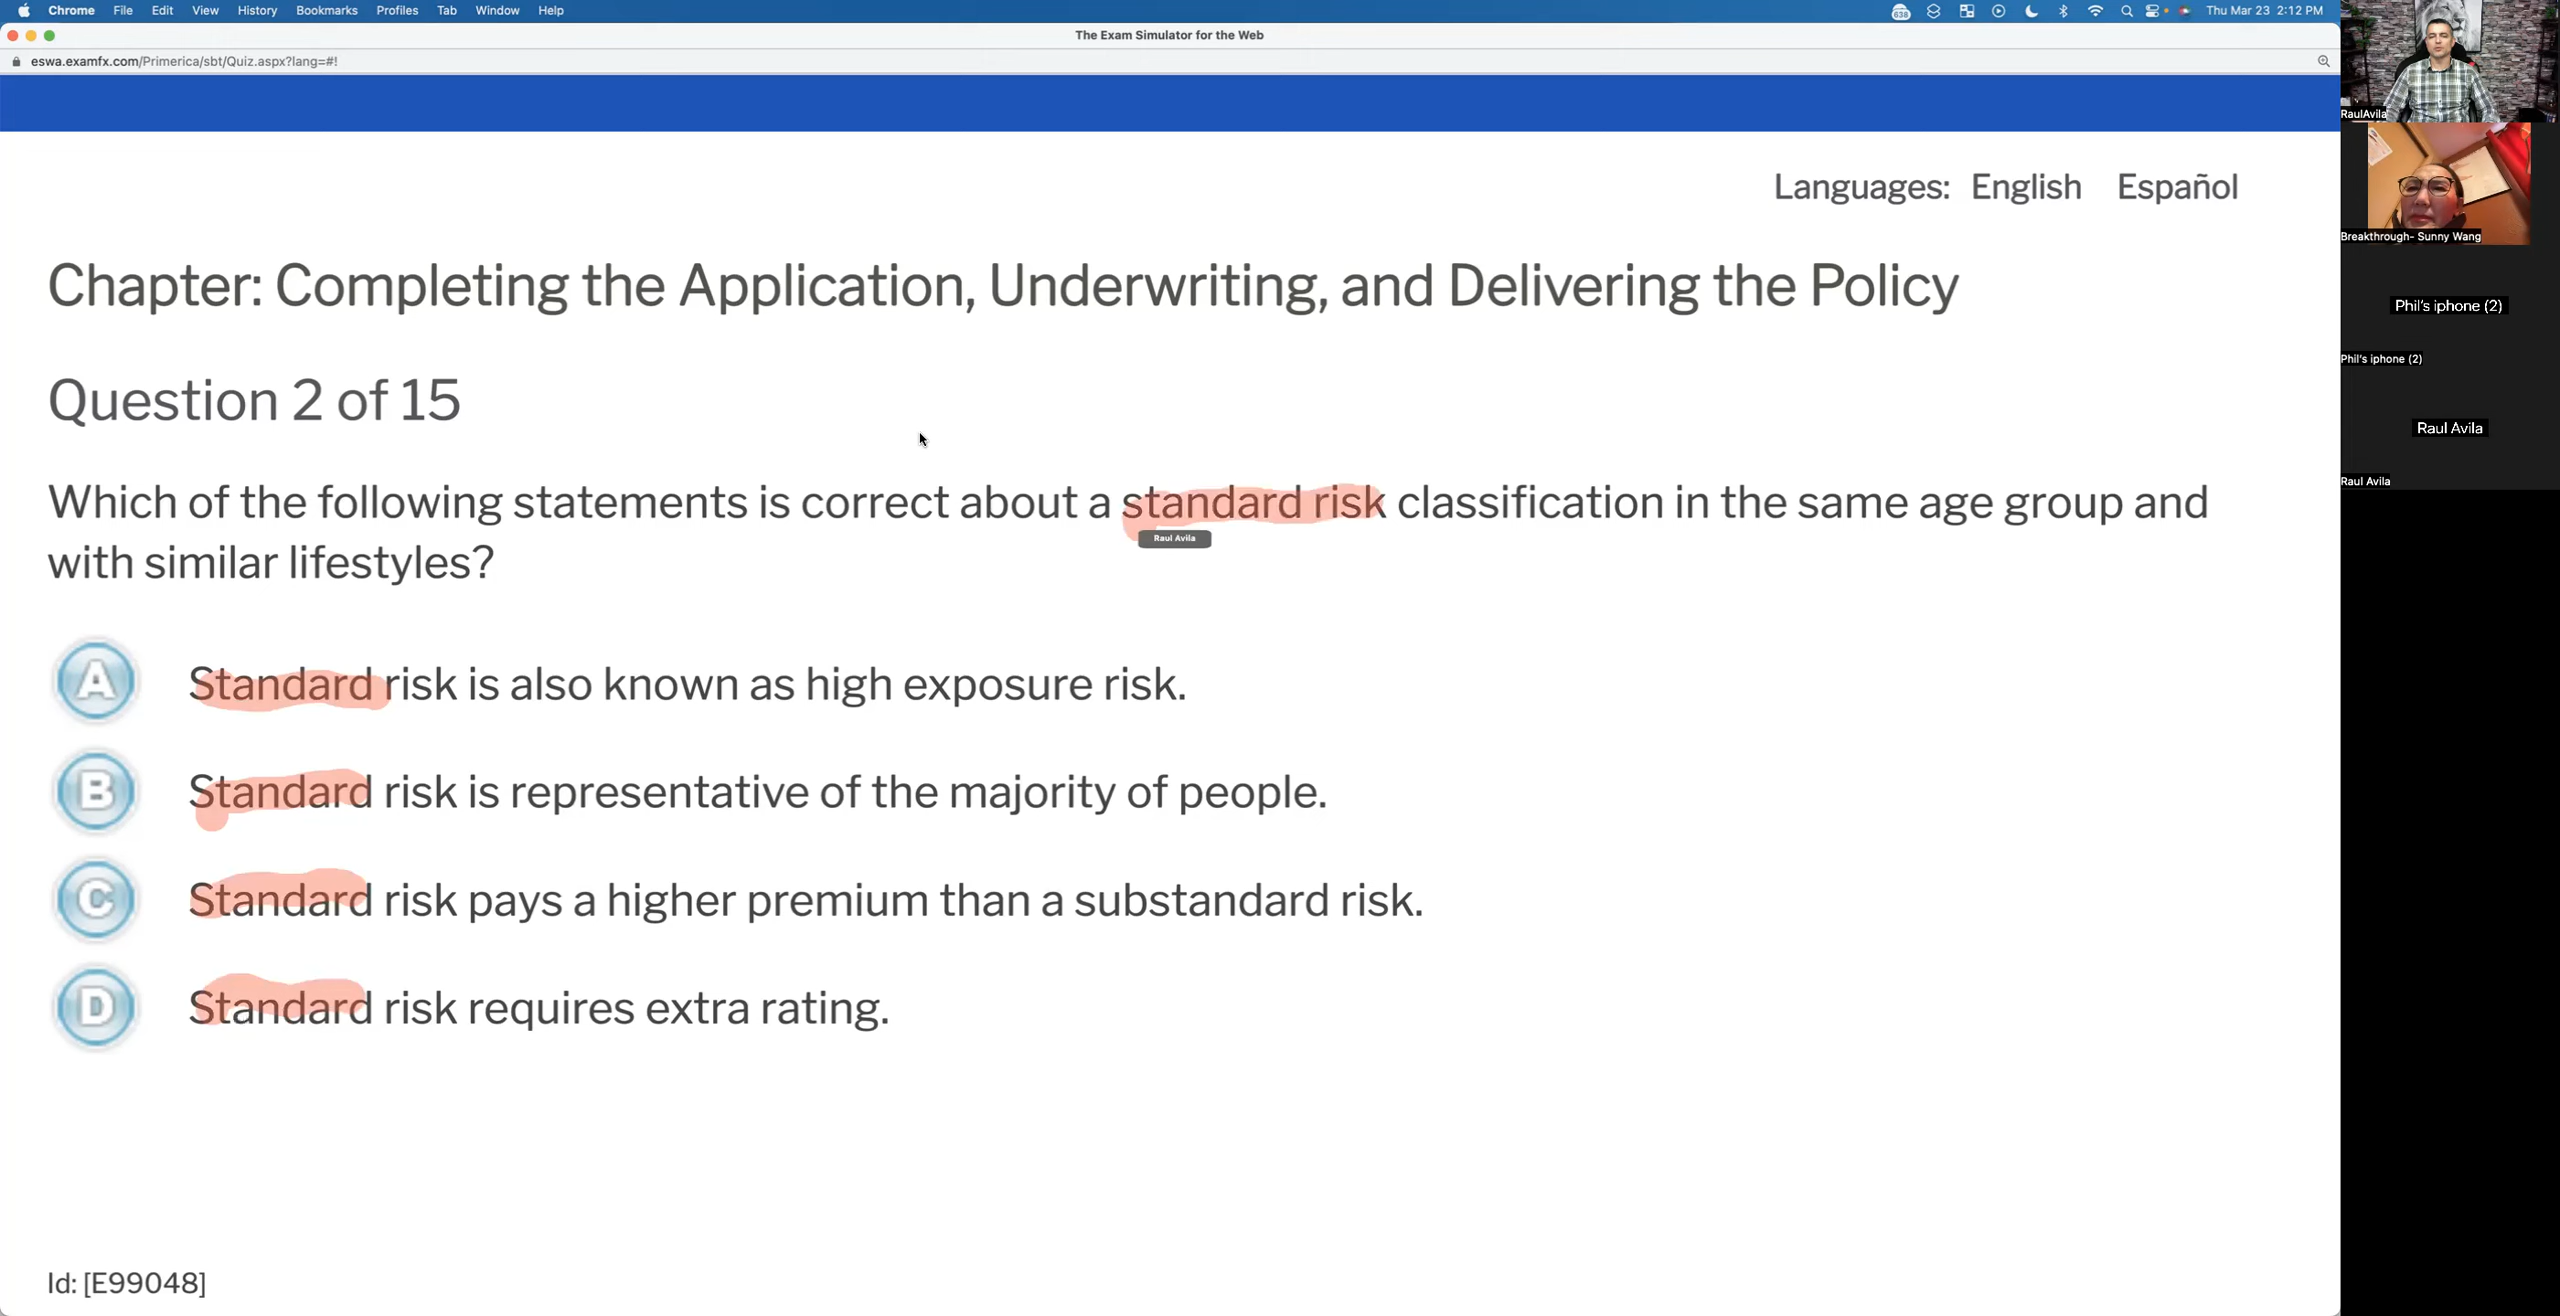 Chrome File Edit View History Bookmarks Profiles Tab Window Help
638
Thu Mar 23 2:12 PM
The Exam Simulator for the Web
eswa.examfx.com/Primerica/sbt/Quiz.aspx?lang=#!
Languages: English Español
Chapter: Completing the Application, Underwriting, and Delivering the Policy
Question 2 of 15
Which of the following statements is correct about a standard risk classification in the same age group and
Raul Avila
with similar lifestyles?
A Standard risk is also known as high exposure risk.
B Standard risk is representative of the majority of people.
C Standard risk pays a higher premium than a substandard risk.
D Standard risk requires extra rating.
Id: [E99048]
RaulAvila
Breakthrough- Sunny Wang
Phil's iphone (2)
Phil's iphone (2)
Raul Avila
Raul Avila